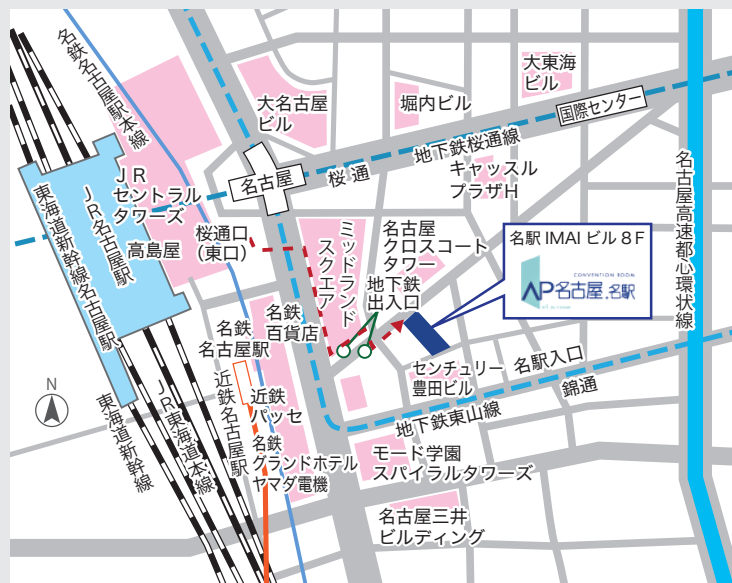 名鉄名古屋駅本線
大名古屋
ビル
堀内ビル
大東海
ビル
国際センター
地下鉄桜通線
桜通
名古屋
キャッスル
プラザH
名古屋高速都心環状線
JR
セントラル
タワーズ
JR名古屋駅
東海道新幹線名古屋駅
高島屋
桜通口
(東口)
ミッドランド
スクエア
名古屋
クロスコート
タワー
地下鉄
出入口
名駅 IMAI ビル 8F
CONVENTION ROOM
AP名古屋.名駅
名鉄
百貨店
名鉄
名古屋駅
近鉄名古屋駅
近鉄
パッセ
名鉄
グランドホテル
ヤマダ電機
センチュリー
豊田ビル
名駅入口
錦通
地下鉄東山線
モード学園
スパイラルタワーズ
名古屋三井
ビルディング
N
東海道新幹線
JR東海道本線